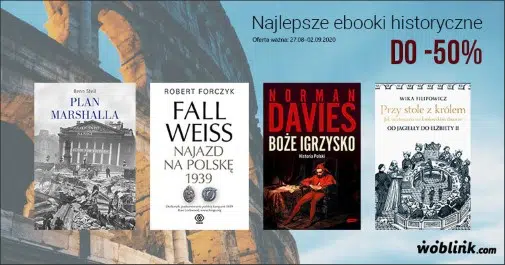 Najlepsze ebooki historyczne
Oferta ważna: 27.08-02.09.2020
DO -50%
Benn Steil
PLAN
MARSHALLA
ROBERT FORCZYK
FALL
WEISS
NAJAZD
NA POLSKĘ
1939
NORMAN
DAVIES
BOŻE IGRZYSKO
Historia Polski
WIKA FILIPOWICZ
Przy stole z królem
OD JAGIEŁŁY DO ELŻBIETY II
woblink.com